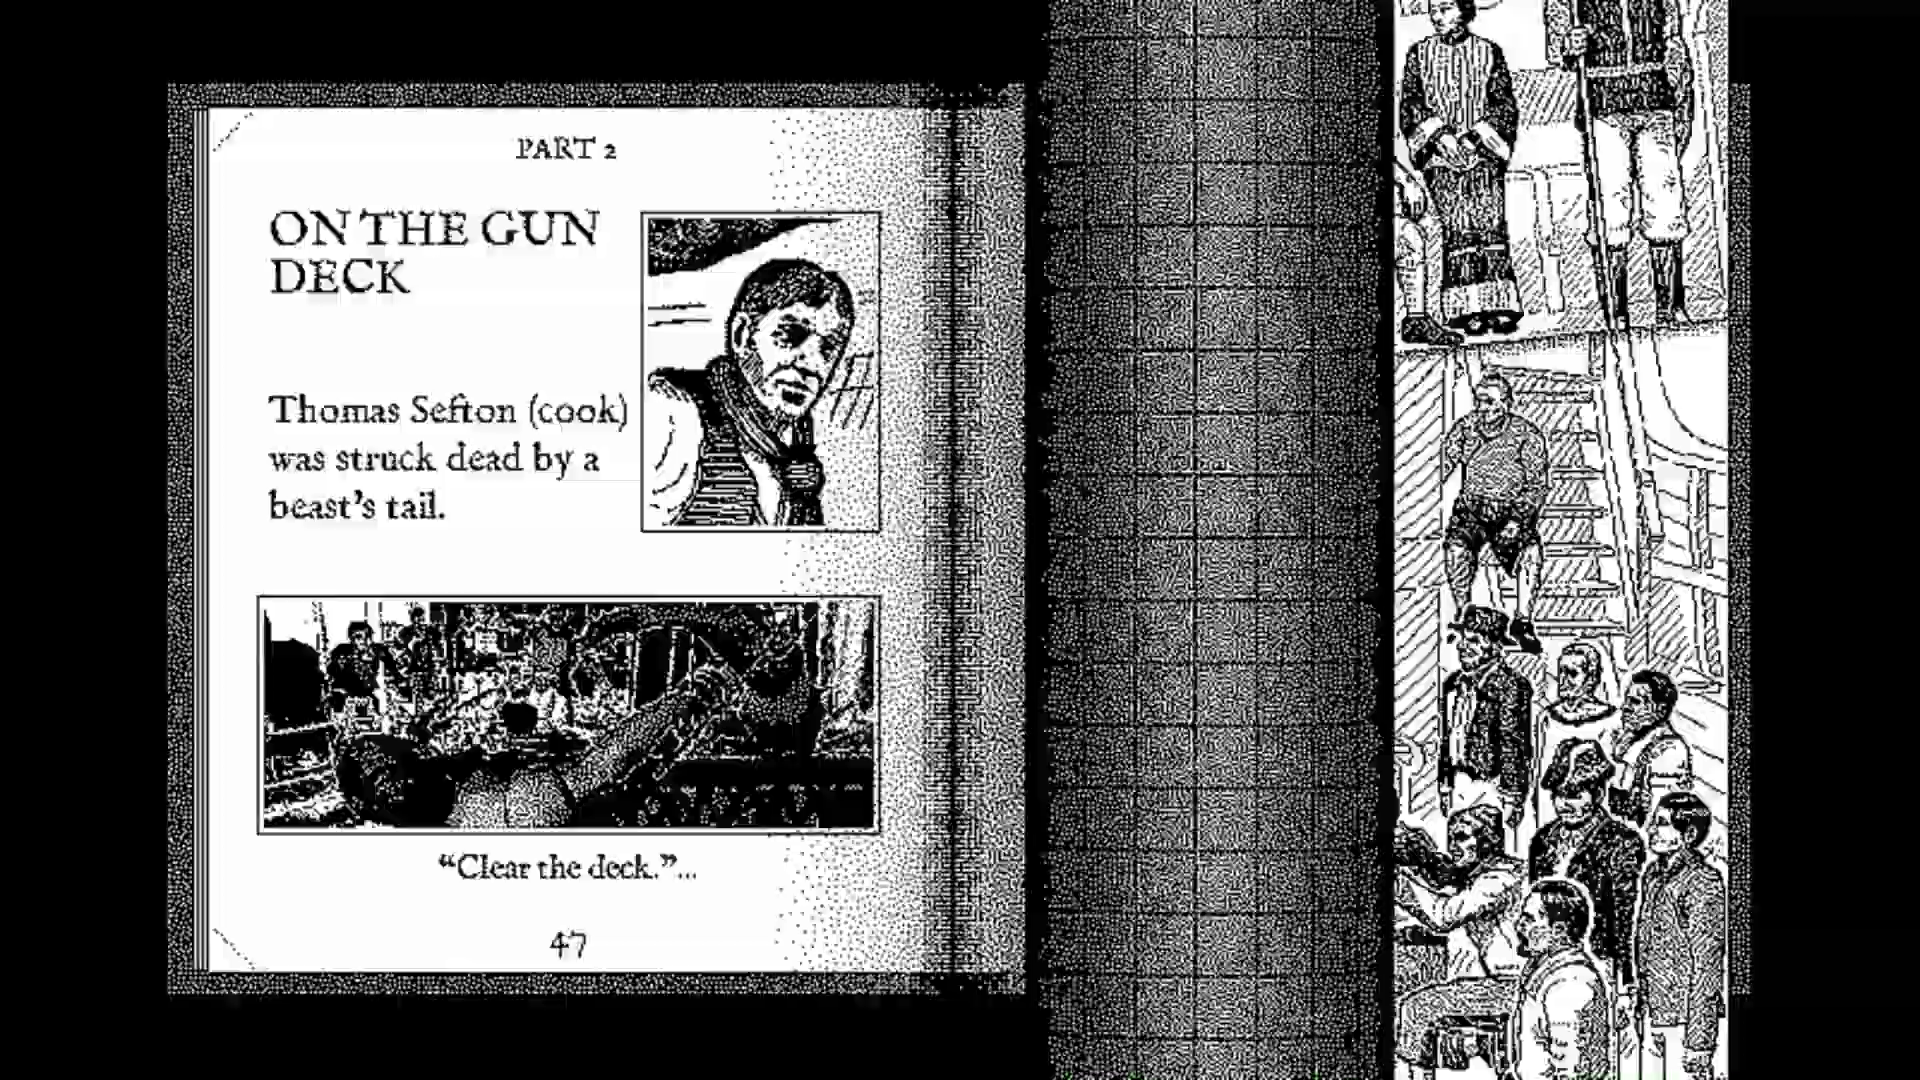 PART 2
ON THE GUN
DECK
Thomas Sefton (cook)
was struck dead by a
beast's tail.
“Clear the deck.”...
47